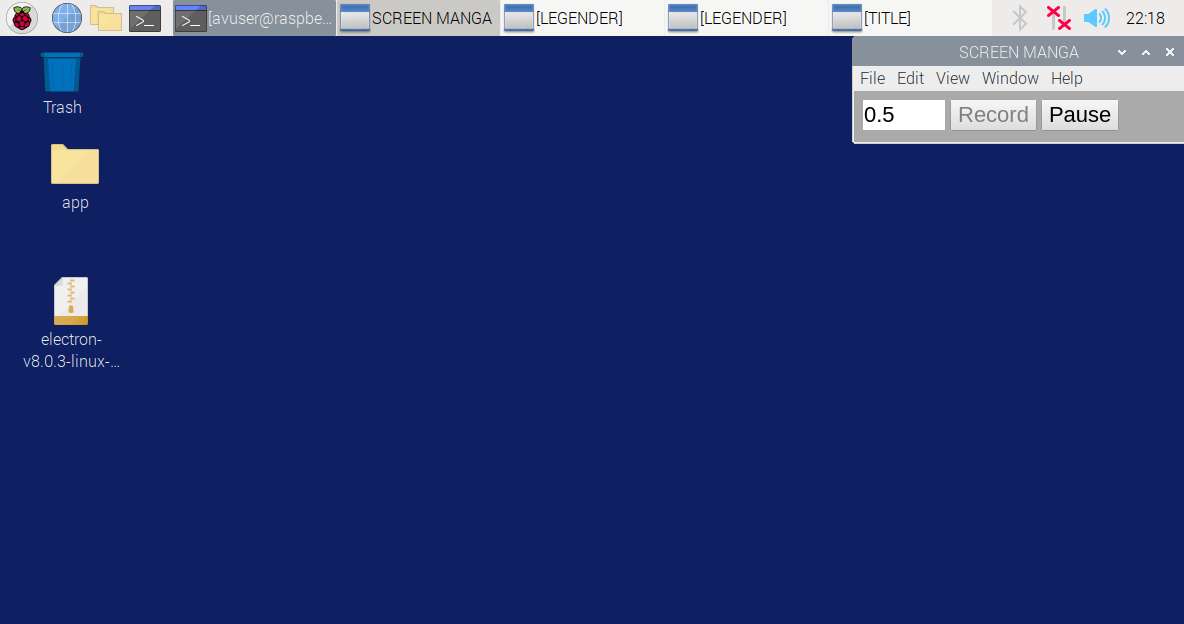 [avuser@raspbe... SCREEN MANGA [LEGENDER] [LEGENDER] [TITLE] 22:18
SCREEN MANGA
File Edit View Window Help
0.5 Record Pause
Trash
app
electron-
v8.0.3-linux-...